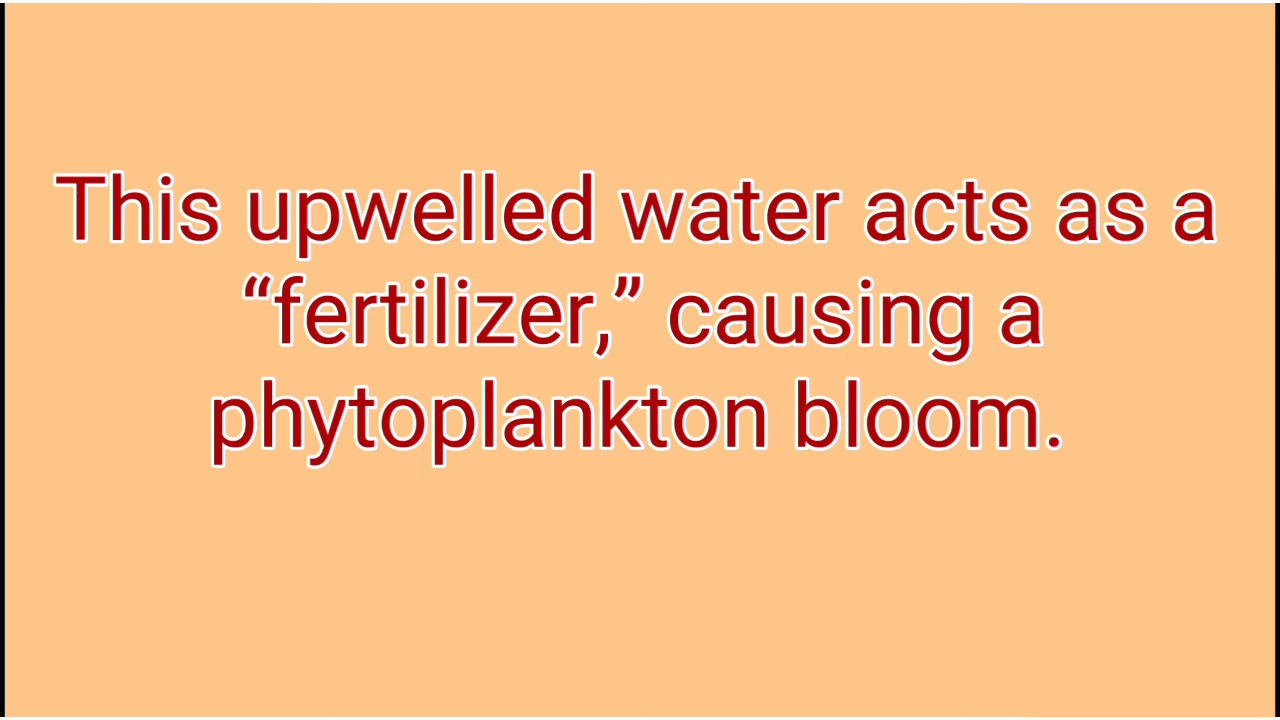 This upwelled water acts as a
“fertilizer,” causing a
phytoplankton bloom.